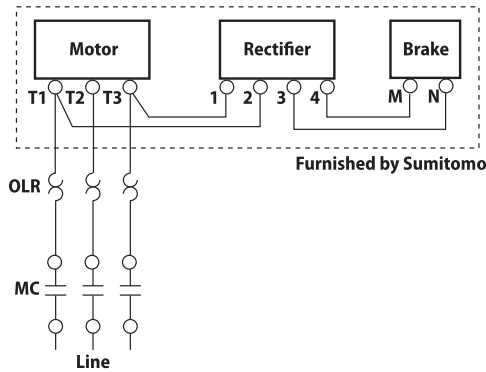 Motor Rectifier Brake
T1 T2 T3 1 2 3 4 M N
Furnished by Sumitomo
OLR
MC
Line